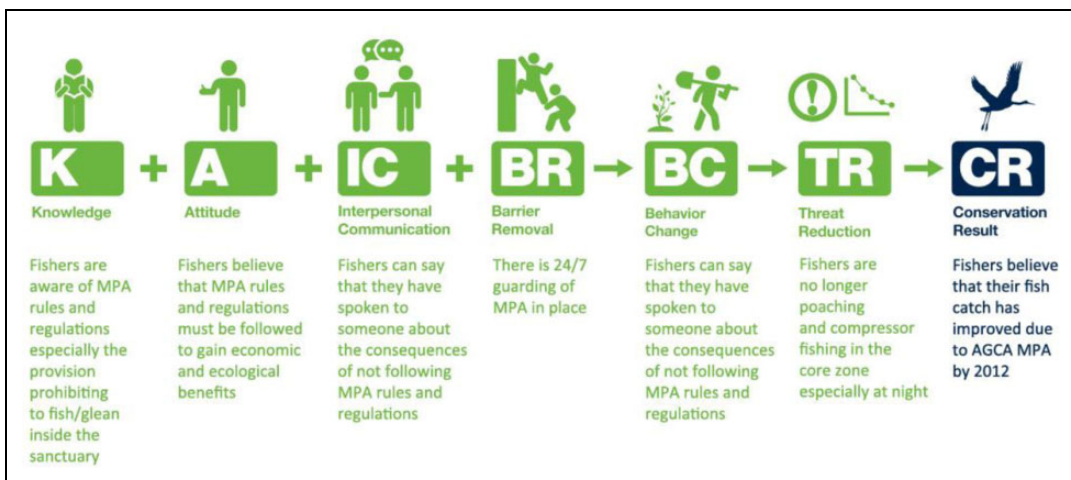 K + A + IC + BR → BC → TR → CR
Knowledge
Attitude
Interpersonal
Communication
Barrier
Removal
Behavior
Change
Threat
Reduction
Conservation
Result
Fishers are
aware of MPA
rules and
regulations
especially the
provision
prohibiting
to fish/glean
inside the
sanctuary
Fishers believe
that MPA rules
and regulations
must be followed
to gain economic
and ecological
benefits
Fishers can say
that they have
spoken to
someone about
the consequences
of not following
MPA rules and
regulations
There is 24/7
guarding of
MPA in place
Fishers can say
that they have
spoken to
someone about
the consequences
of not following
MPA rules and
regulations
Fishers are
no longer
poaching
and compressor
fishing in the
core zone
especially at night
Fishers believe
that their fish
catch has
improved due
to AGCA MPA
by 2012